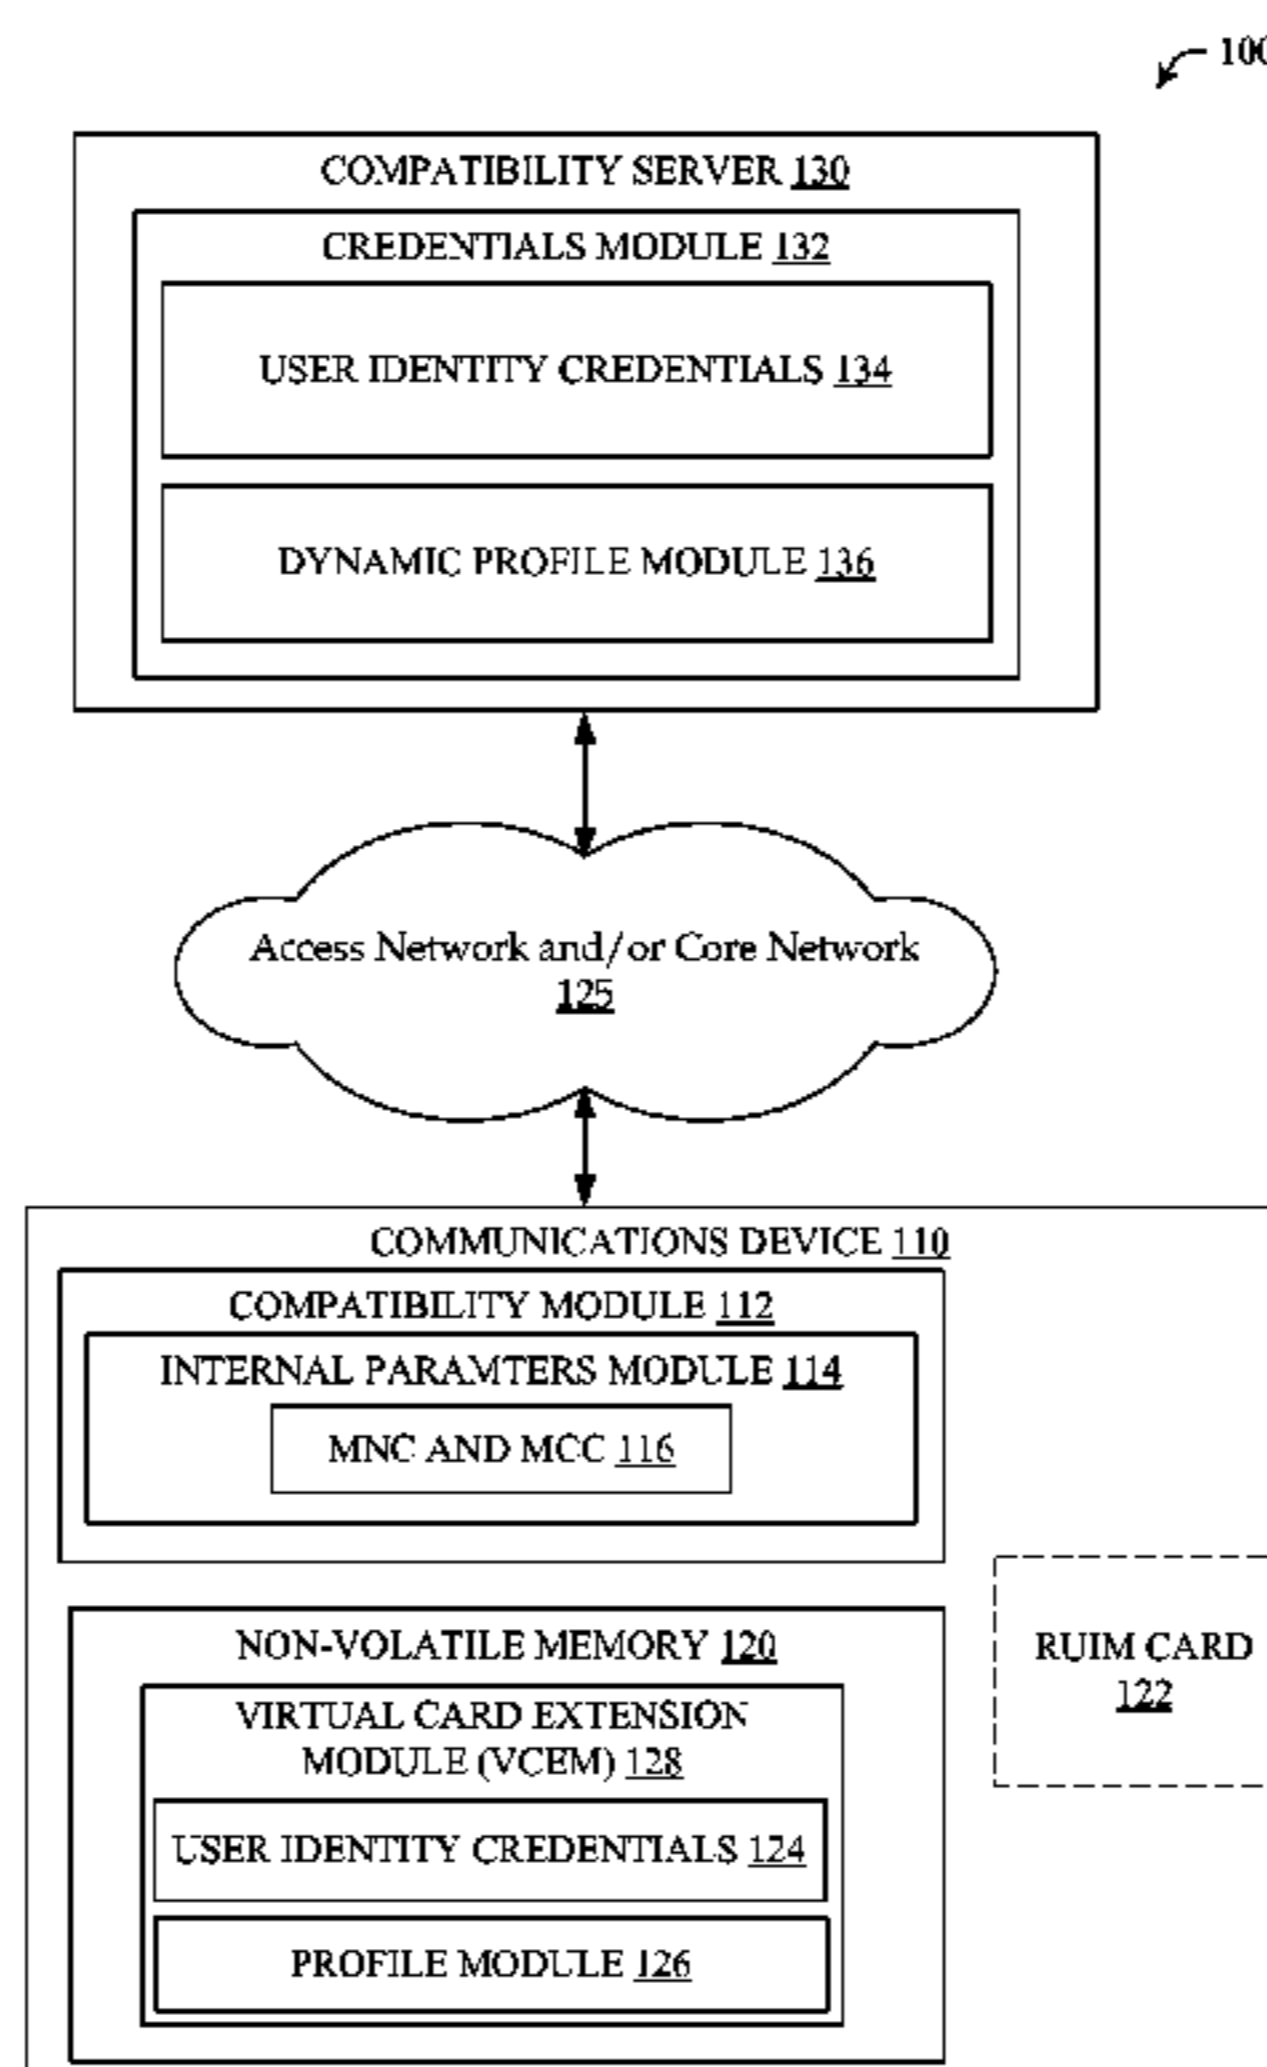 100
COMPATIBILITY SERVER 130
CREDENTIALS MODULE 132
USER IDENTITY CREDENTIALS 134
DYNAMIC PROFILE MODULE 136
Access Network and/or Core Network
125
COMMUNICATIONS DEVICE 110
COMPATIBILITY MODULE 112
INTERNAL PARAMTERS MODULE 114
MNC AND MCC 116
NON-VOLATILE MEMORY 120
VIRTUAL CARD EXTENSION
MODULE (VCEM) 128
USER IDENTITY CREDENTIALS 124
PROFILE MODULE 126
RUIM CARD
122